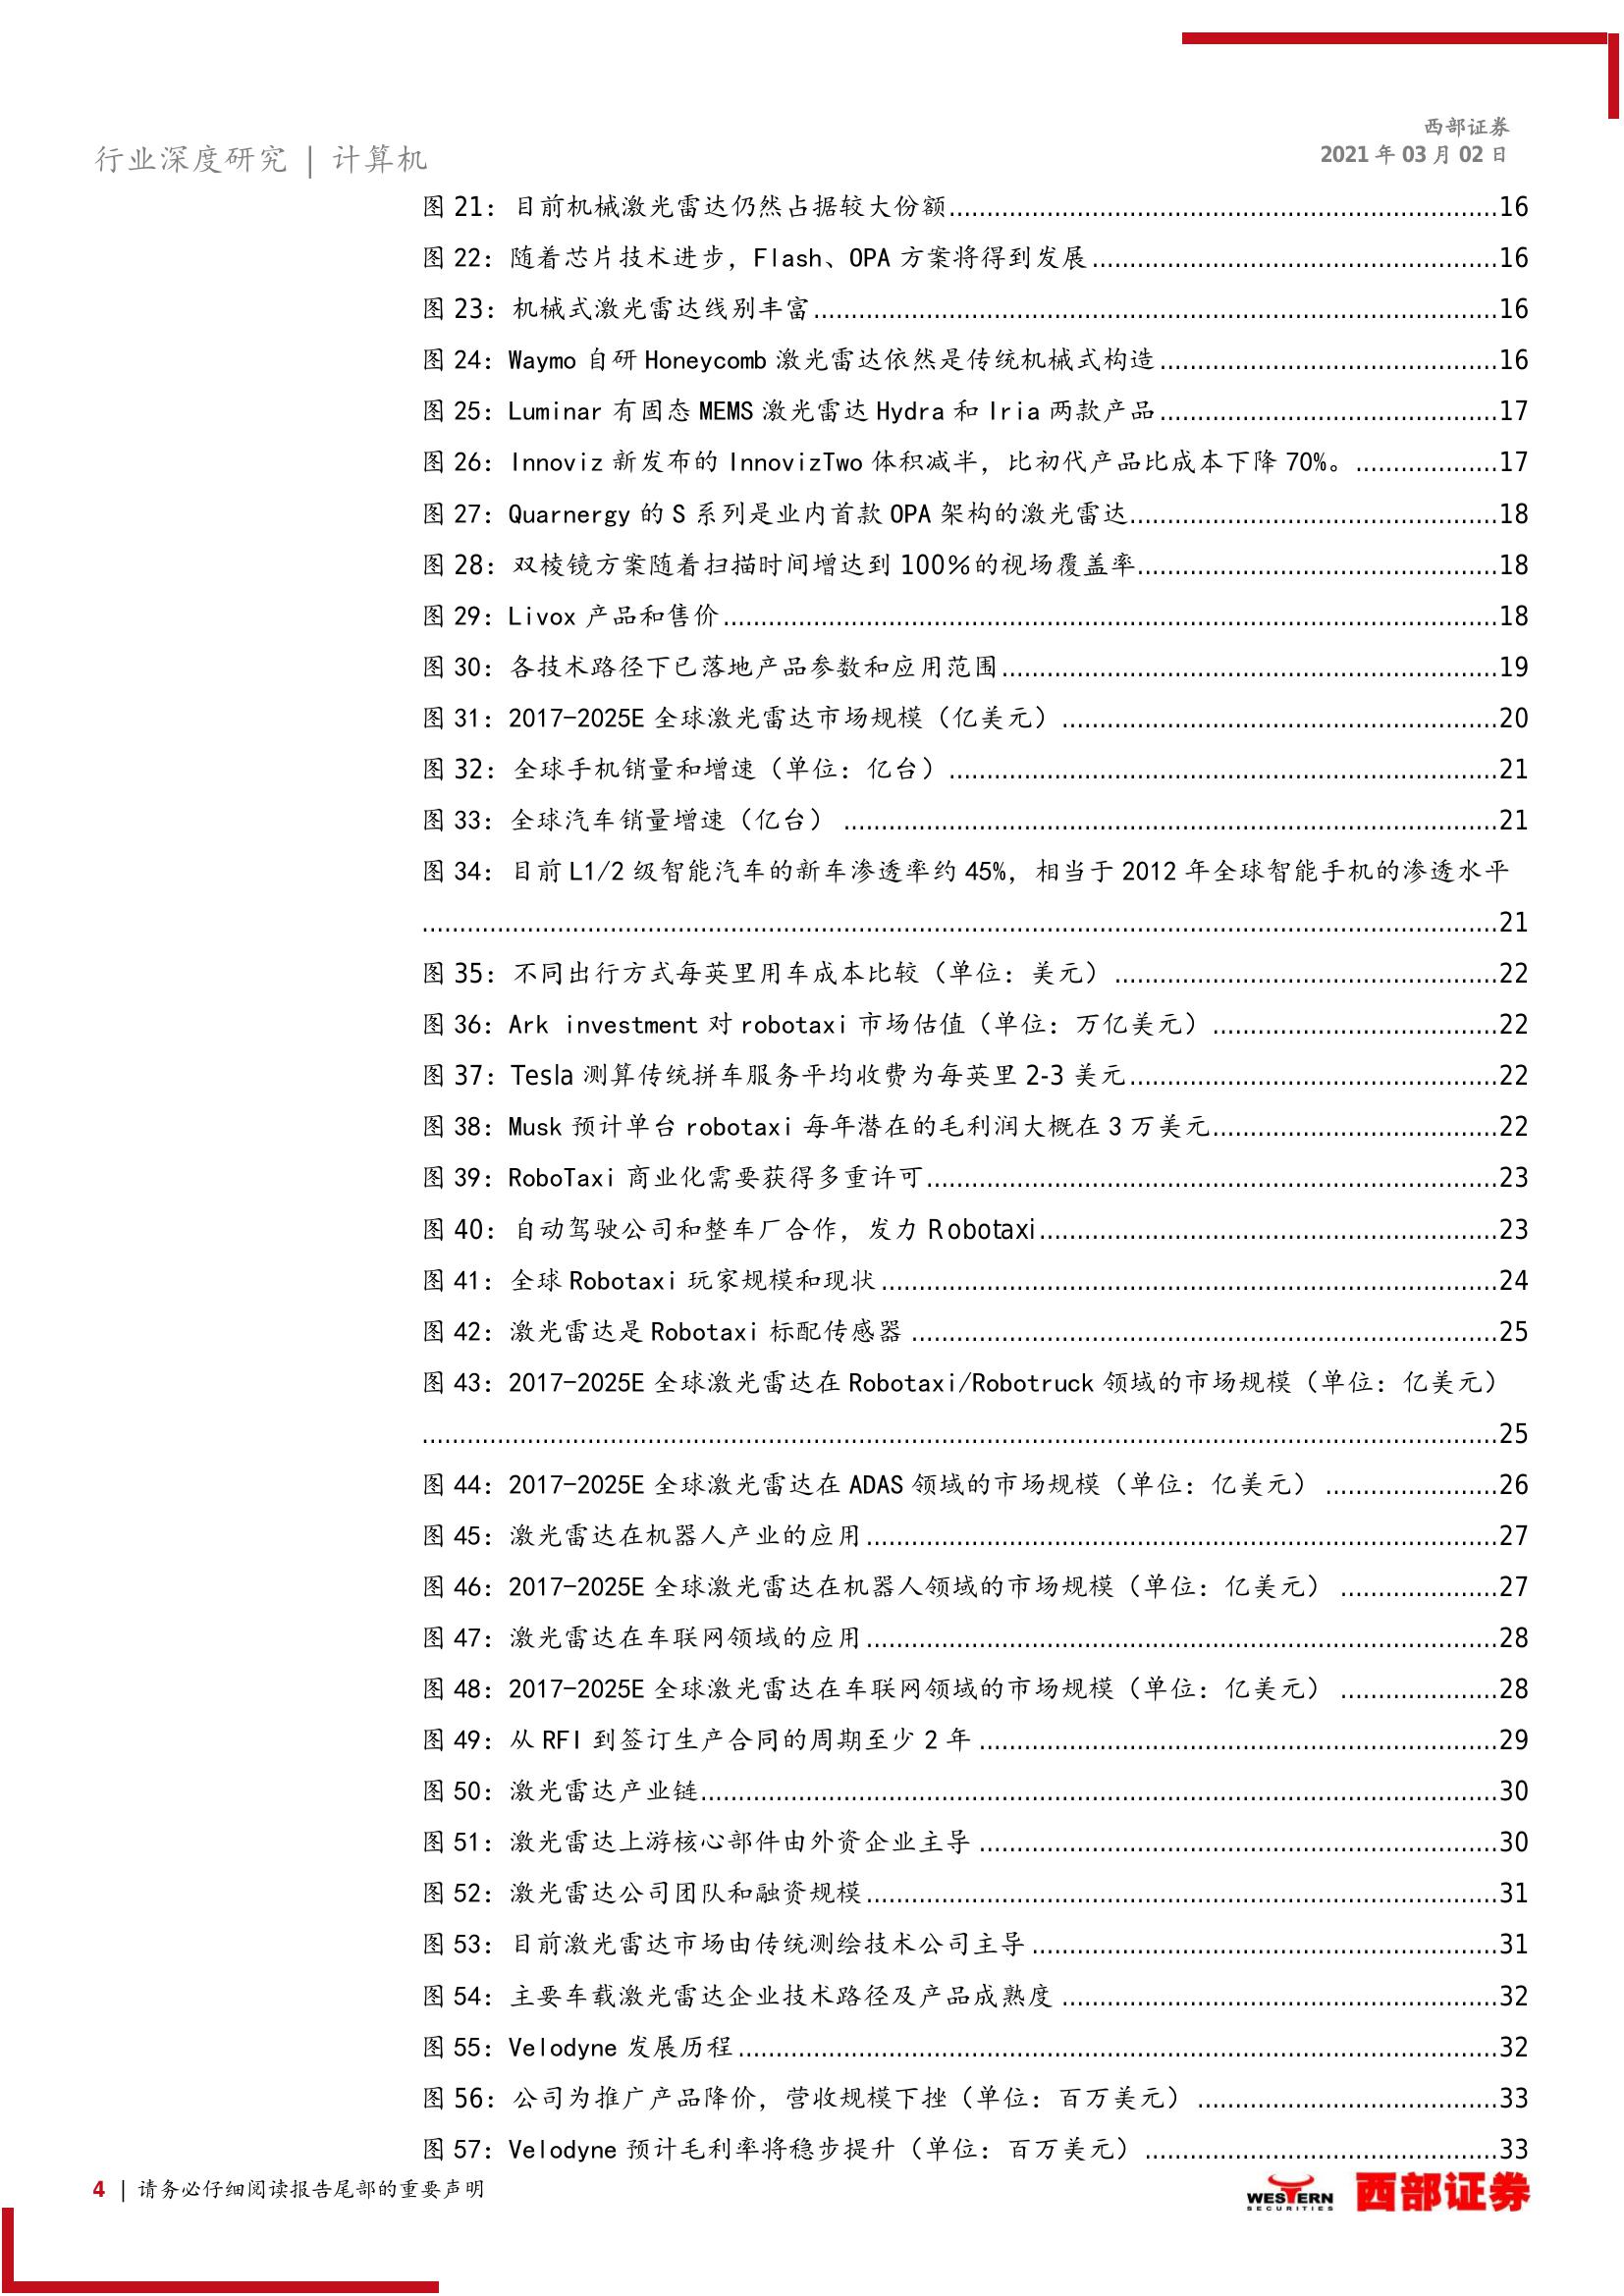 西部证券
行业深度研究 | 计算机
2021 年 03 月 02 日
图 21：目前机械激光雷达仍然占据较大份额....................16
图 22：随着芯片技术进步，Flash、OPA 方案将得到发展....................16
图 23：机械式激光雷达线别丰富....................16
图 24：Waymo 自研 Honeycomb 激光雷达依然是传统机械式构造....................16
图 25：Luminar 有固态 MEMS 激光雷达 Hydra 和 Iria 两款产品....................17
图 26：Innoviz 新发布的 InnovizTwo 体积减半，比初代产品比成本下降 70%。....................17
图 27：Quarnergy 的 S 系列是业内首款 OPA 架构的激光雷达....................18
图 28：双棱镜方案随着扫描时间增达到 100%的视场覆盖率....................18
图 29：Livox 产品和售价....................18
图 30：各技术路径下已落地产品参数和应用范围....................19
图 31：2017-2025E 全球激光雷达市场规模（亿美元）....................20
图 32：全球手机销量和增速（单位：亿台）....................21
图 33：全球汽车销量增速（亿台）....................21
图 34：目前 L1/2 级智能汽车的新车渗透率约 45%，相当于 2012 年全球智能手机的渗透水平
....................21
图 35：不同出行方式每英里用车成本比较（单位：美元）....................22
图 36：Ark investment 对 robotaxi 市场估值（单位：万亿美元）....................22
图 37：Tesla 测算传统拼车服务平均收费为每英里 2-3 美元....................22
图 38：Musk 预计单台 robotaxi 每年潜在的毛利润大概在 3 万美元....................22
图 39：RoboTaxi 商业化需要获得多重许可....................23
图 40：自动驾驶公司和整车厂合作，发力 Robotaxi....................23
图 41：全球 Robotaxi 玩家规模和现状....................24
图 42：激光雷达是 Robotaxi 标配传感器....................25
图 43：2017-2025E 全球激光雷达在 Robotaxi/Robotruck 领域的市场规模（单位：亿美元）
....................25
图 44：2017-2025E 全球激光雷达在 ADAS 领域的市场规模（单位：亿美元）....................26
图 45：激光雷达在机器人产业的应用....................27
图 46：2017-2025E 全球激光雷达在机器人领域的市场规模（单位：亿美元）....................27
图 47：激光雷达在车联网领域的应用....................28
图 48：2017-2025E 全球激光雷达在车联网领域的市场规模（单位：亿美元）....................28
图 49：从 RFI 到签订生产合同的周期至少 2 年....................29
图 50：激光雷达产业链....................30
图 51：激光雷达上游核心部件由外资企业主导....................30
图 52：激光雷达公司团队和融资规模....................31
图 53：目前激光雷达市场由传统测绘技术公司主导....................31
图 54：主要车载激光雷达企业技术路径及产品成熟度....................32
图 55：Velodyne 发展历程....................32
图 56：公司为推广产品降价，营收规模下挫（单位：百万美元）....................33
图 57：Velodyne 预计毛利率将稳步提升（单位：百万美元）....................33
4 | 请务必仔细阅读报告尾部的重要声明
WESTERN SECURITIES 西部证券